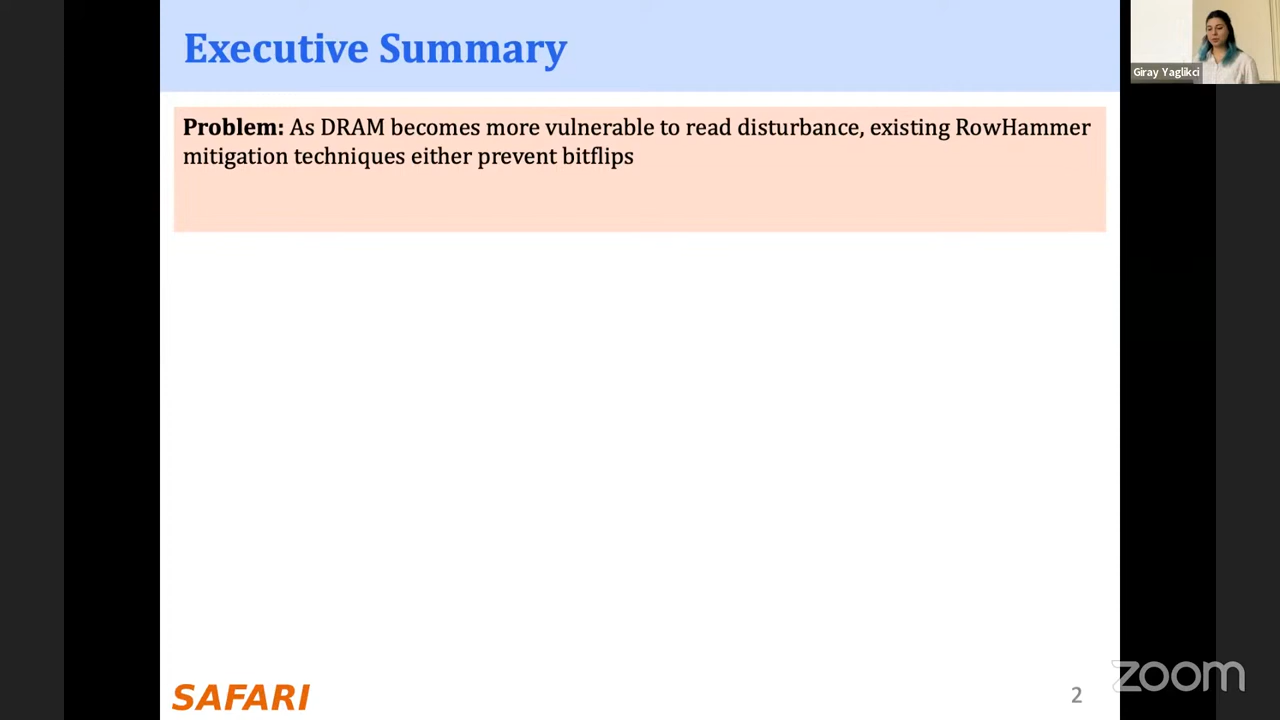 Executive Summary
Giray Yaglikci
Problem: As DRAM becomes more vulnerable to read disturbance, existing RowHammer
mitigation techniques either prevent bitflips
SAFARI
2
zoom